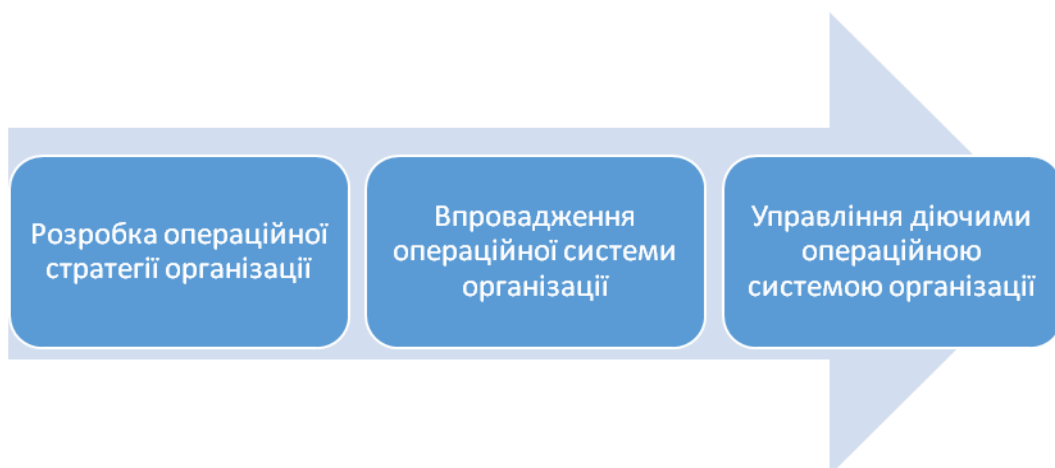 Розробка операційної
стратегії організації
Впровадження
операційної системи
організації
Управління діючими
операційною
системою організації